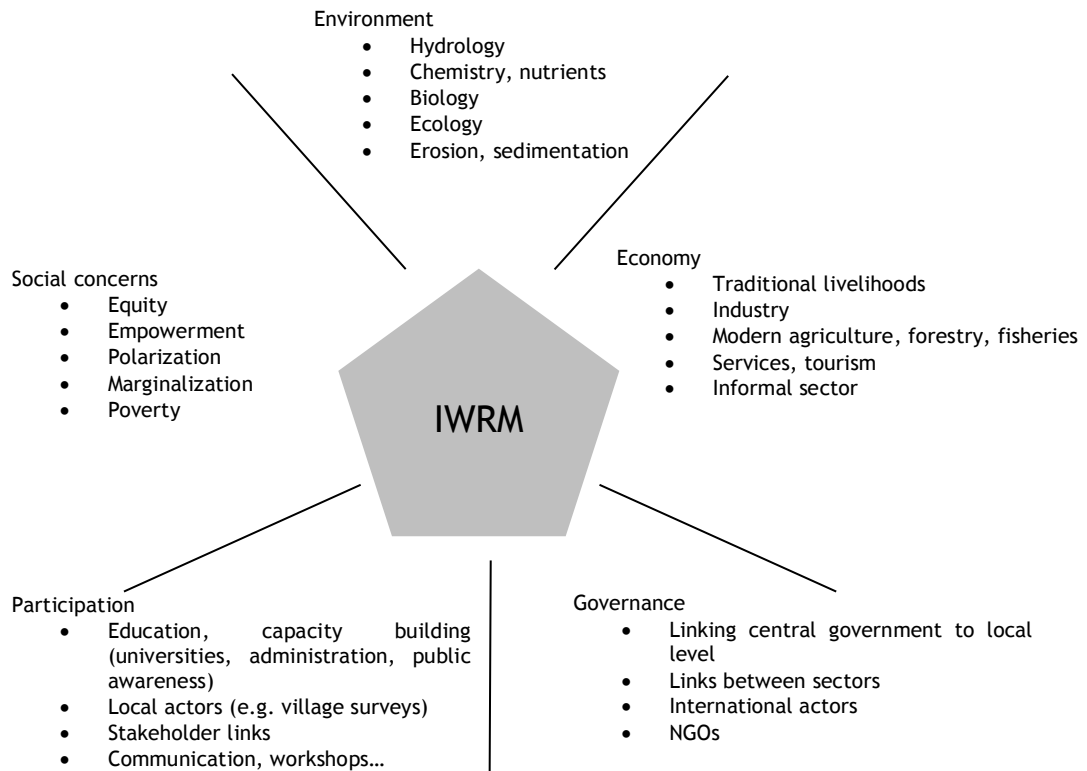 Environment
• Hydrology
• Chemistry, nutrients
• Biology
• Ecology
• Erosion, sedimentation
Social concerns
• Equity
• Empowerment
• Polarization
• Marginalization
• Poverty
Economy
• Traditional livelihoods
• Industry
• Modern agriculture, forestry, fisheries
• Services, tourism
• Informal sector
IWRM
Participation
• Education, capacity building
(universities, administration, public
awareness)
• Local actors (e.g. village surveys)
• Stakeholder links
• Communication, workshops…
Governance
• Linking central government to local
level
• Links between sectors
• International actors
• NGOs